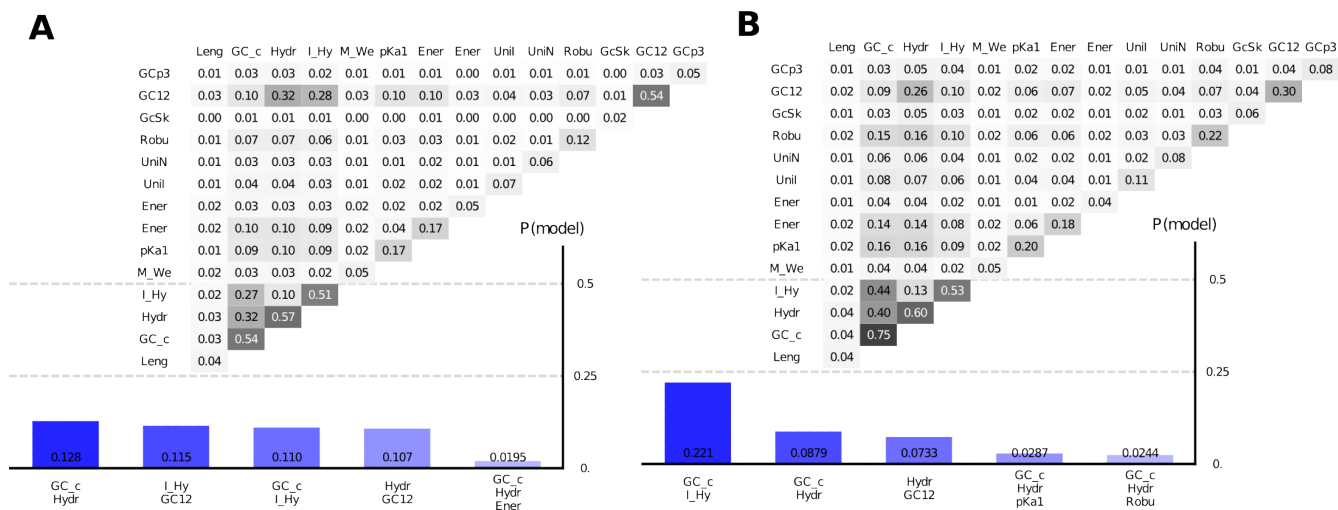 A
Leng GC_c Hydr I_Hy M_We pKa1 Ener Ener UniI UniN Robu GcSk GC12 GCp3
GCp3 0.01 0.03 0.03 0.02 0.01 0.01 0.01 0.00 0.01 0.01 0.01 0.00 0.03 0.05
GC12 0.03 0.10 0.32 0.28 0.03 0.10 0.10 0.03 0.04 0.03 0.07 0.01 0.54
GcSk 0.00 0.01 0.01 0.01 0.00 0.00 0.01 0.00 0.00 0.00 0.00 0.02
Robu 0.01 0.07 0.07 0.06 0.01 0.03 0.03 0.01 0.02 0.01 0.12
UniN 0.01 0.03 0.03 0.03 0.01 0.01 0.02 0.01 0.01 0.06
UniI 0.01 0.04 0.04 0.03 0.01 0.02 0.02 0.01 0.07
Ener 0.01 0.03 0.03 0.03 0.02 0.02 0.02 0.05
Ener 0.02 0.10 0.10 0.09 0.02 0.04 0.17
pKa1 0.01 0.09 0.10 0.09 0.02 0.17
M_We 0.02 0.03 0.03 0.02 0.05
I_Hy 0.02 0.27 0.10 0.51
Hydr 0.03 0.32 0.57
GC_c 0.03 0.54
Leng 0.04
P(model)
0.5
0.25
0.
0.128 0.115 0.110 0.107 0.0195
GC_c I_Hy GC_c Hydr GC_c
Hydr GC12 I_Hy GC12 Hydr
Ener
B
Leng GC_c Hydr I_Hy M_We pKa1 Ener Ener UniI UniN Robu GcSk GC12 GCp3
GCp3 0.01 0.03 0.05 0.04 0.01 0.02 0.02 0.01 0.01 0.01 0.04 0.01 0.04 0.08
GC12 0.02 0.09 0.26 0.10 0.02 0.06 0.07 0.02 0.05 0.04 0.07 0.04 0.30
GcSk 0.01 0.03 0.03 0.03 0.01 0.01 0.02 0.01 0.01 0.01 0.03 0.06
Robu 0.02 0.15 0.16 0.10 0.02 0.06 0.06 0.02 0.03 0.03 0.22
UniN 0.01 0.06 0.06 0.04 0.01 0.02 0.02 0.01 0.02 0.08
UniI 0.01 0.08 0.07 0.06 0.01 0.04 0.04 0.01 0.11
Ener 0.01 0.04 0.04 0.02 0.01 0.01 0.02 0.04
Ener 0.02 0.14 0.14 0.08 0.02 0.06 0.18
pKa1 0.02 0.16 0.16 0.09 0.02 0.20
M_We 0.01 0.04 0.04 0.02 0.05
I_Hy 0.02 0.44 0.13 0.53
Hydr 0.04 0.40 0.60
GC_c 0.04 0.75
Leng 0.04
P(model)
0.5
0.25
0.
0.221 0.0879 0.0733 0.0287 0.0244
GC_c GC_c Hydr GC_c GC_c
I_Hy Hydr GC12 Hydr Hydr
pKa1 Robu